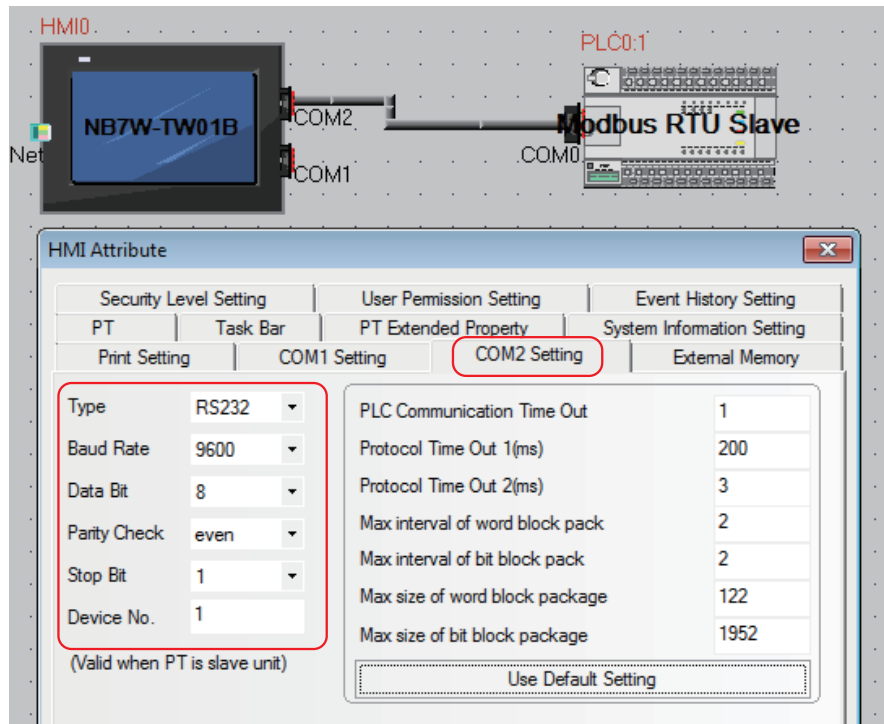 HMI0
PLC0:1
NB7W-TW01B
COM2
Modbus RTU Slave
Net
COM0
COM1
HMI Attribute
Security Level Setting
User Permission Setting
Event History Setting
PT
Task Bar
PT Extended Property
System Information Setting
Print Setting
COM1 Setting
COM2 Setting
External Memory
Type RS232
Baud Rate 9600
Data Bit 8
Parity Check even
Stop Bit 1
Device No. 1
(Valid when PT is slave unit)
PLC Communication Time Out 1
Protocol Time Out 1(ms) 200
Protocol Time Out 2(ms) 3
Max interval of word block pack 2
Max interval of bit block pack 2
Max size of word block package 122
Max size of bit block package 1952
Use Default Setting